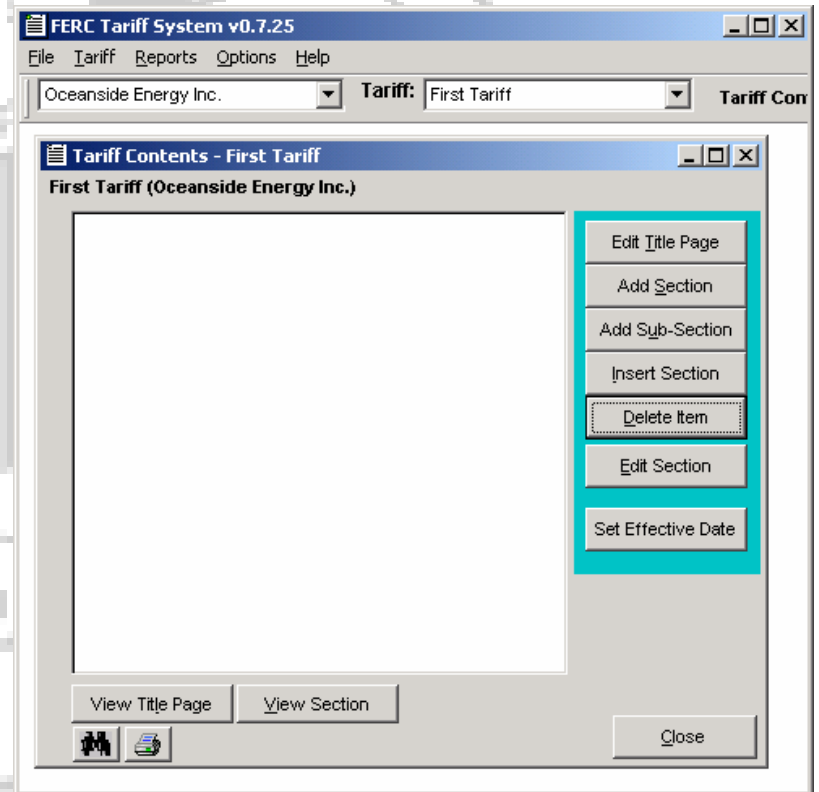 FERC Tariff System v0.7.25
File Tariff Reports Options Help
Oceanside Energy Inc. Tariff: First Tariff Tariff Con
Tariff Contents - First Tariff
First Tariff (Oceanside Energy Inc.)
Edit Title Page
Add Section
Add Sub-Section
Insert Section
Delete Item
Edit Section
Set Effective Date
View Title Page View Section
Close